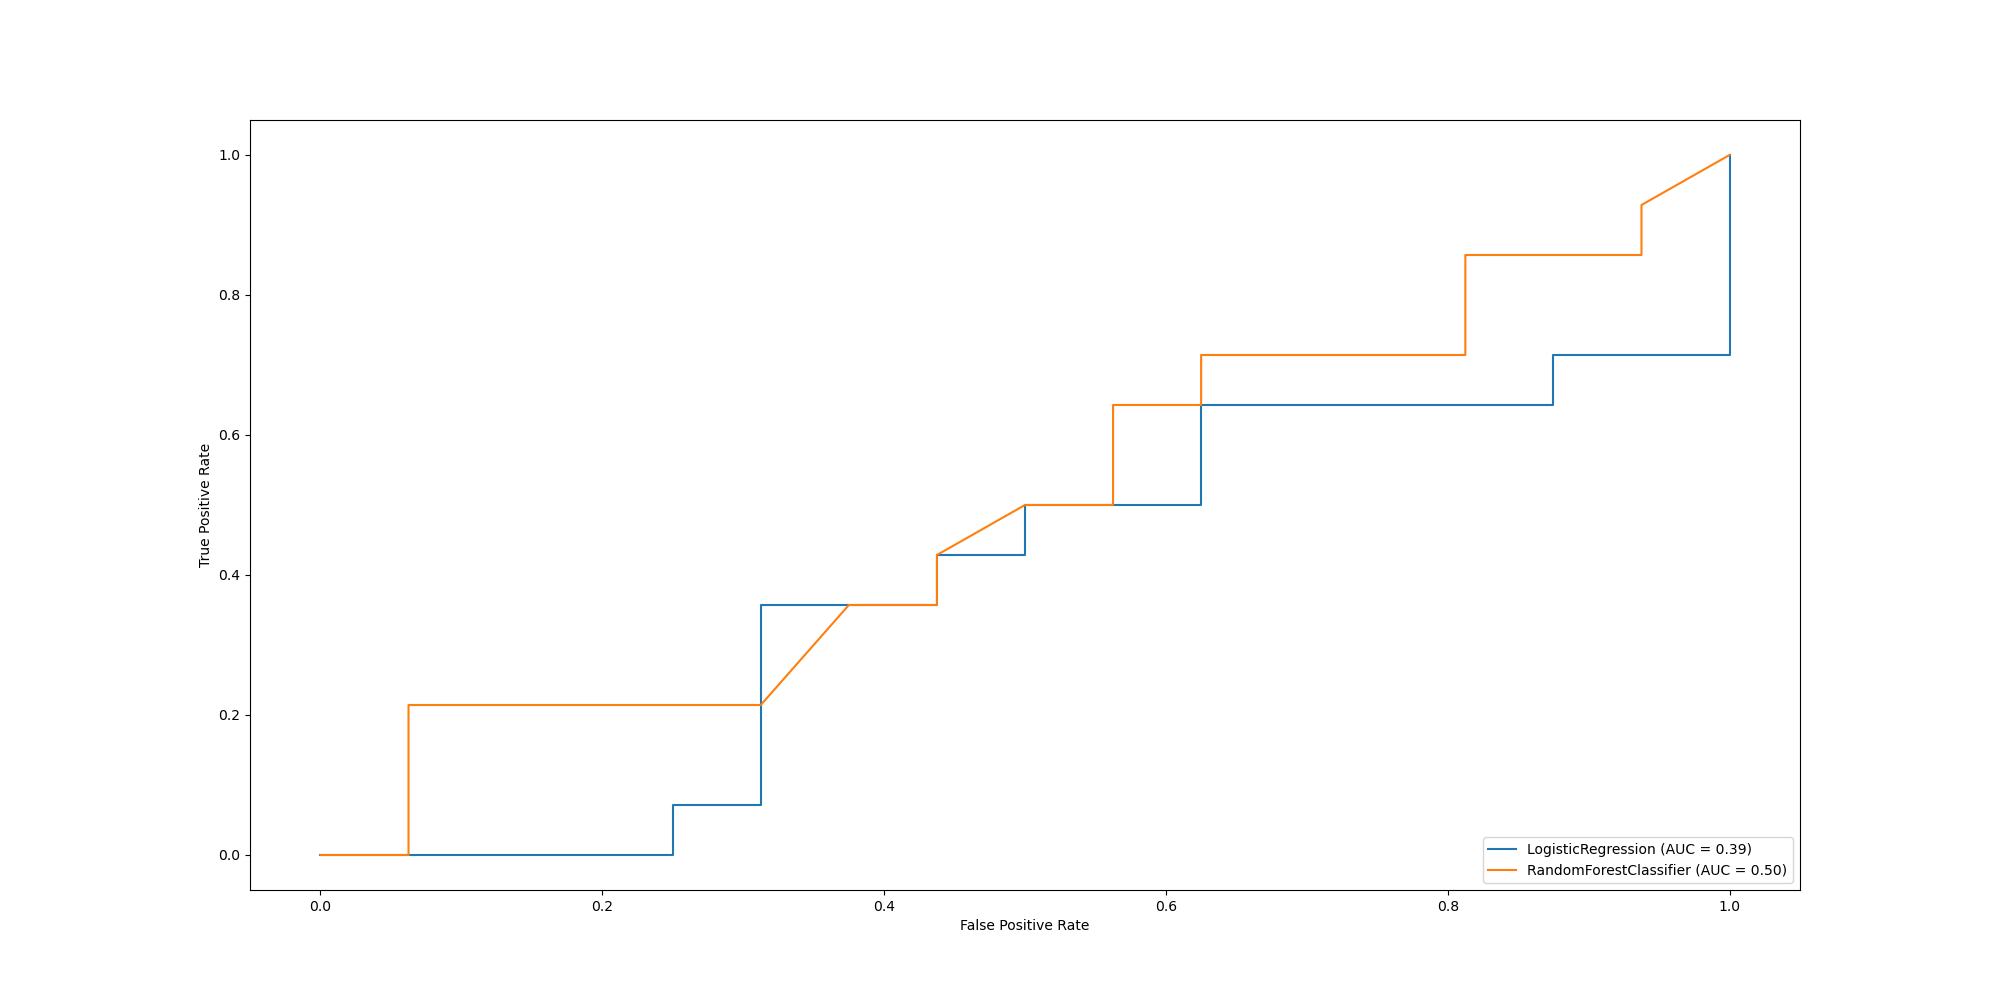 1.0
0.8
0.6
0.4
0.2
0.0
True Positive Rate
LogisticRegression (AUC = 0.39)
RandomForestClassifier (AUC = 0.50)
0.0 0.2 0.4 0.6 0.8 1.0
False Positive Rate